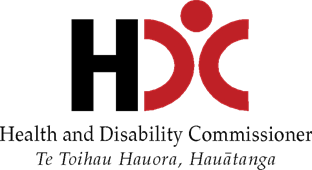 HDC
Health and Disability Commissioner
Te Toihau Hauora, Hauātanga